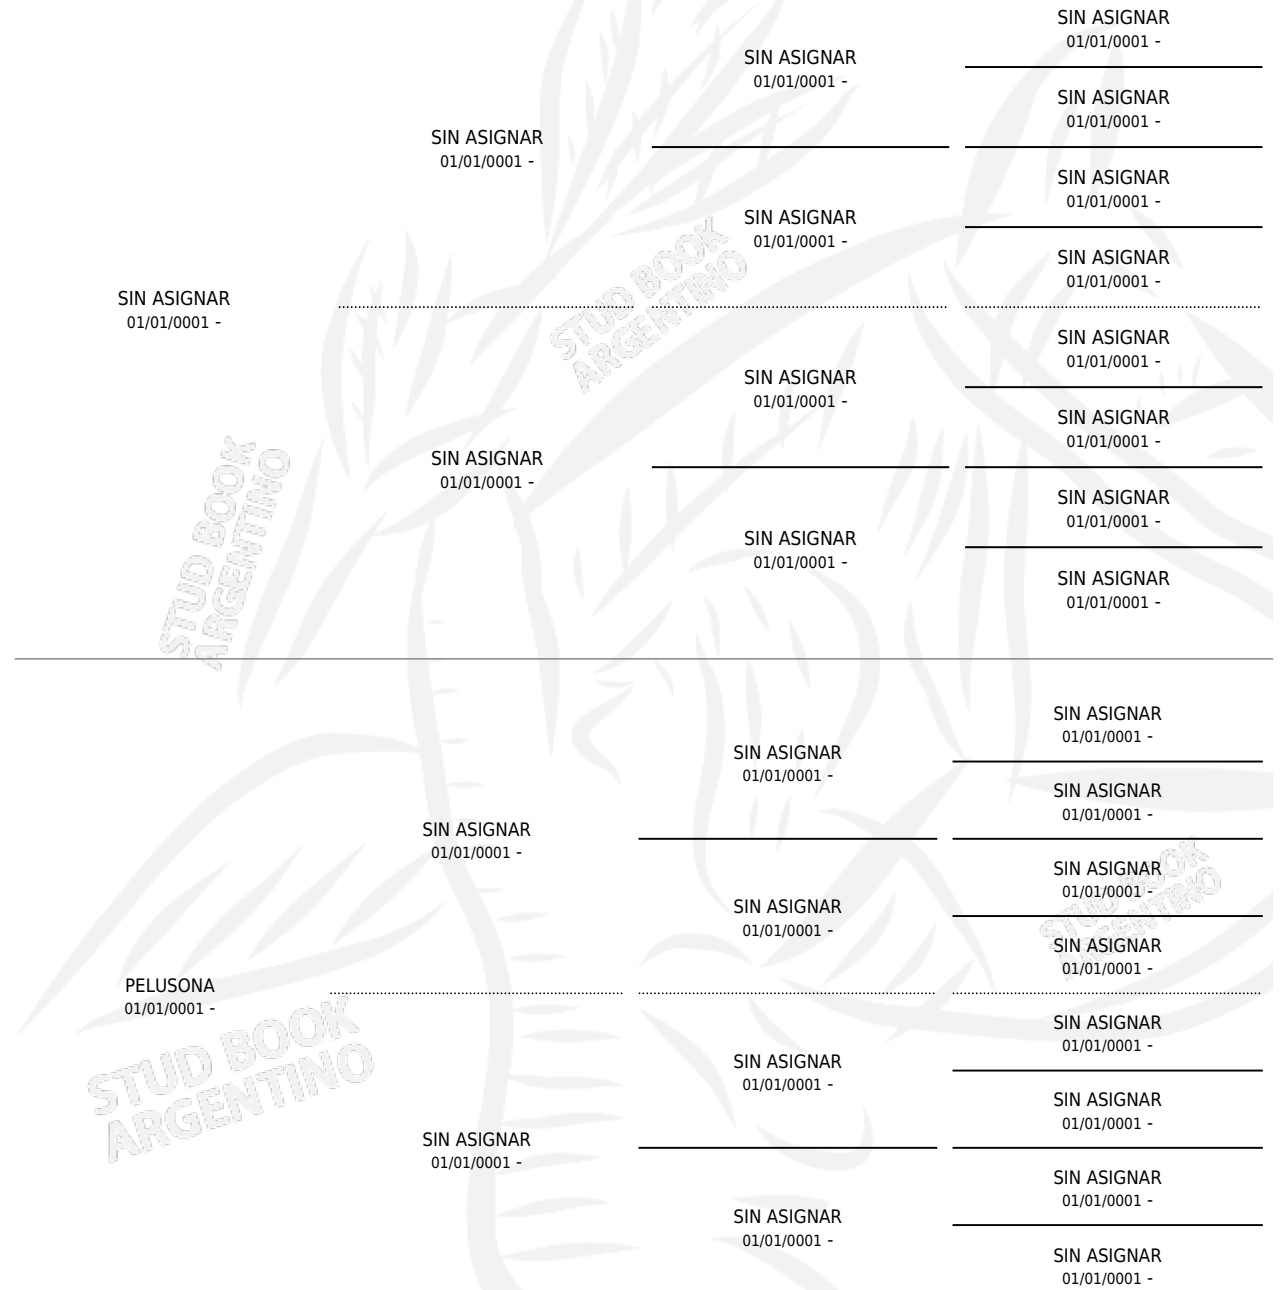 SIN ASIGNAR
01/01/0001 -
SIN ASIGNAR
01/01/0001 -
SIN ASIGNAR
01/01/0001 -
SIN ASIGNAR
01/01/0001 -
SIN ASIGNAR
01/01/0001 -
SIN ASIGNAR
01/01/0001 -
SIN ASIGNAR
01/01/0001 -
SIN ASIGNAR
01/01/0001 -
STUD BOOK
ARGENTINO
SIN ASIGNAR
01/01/0001 -
SIN ASIGNAR
01/01/0001 -
SIN ASIGNAR
01/01/0001 -
SIN ASIGNAR
01/01/0001 -
SIN ASIGNAR
01/01/0001 -
STUD BOOK
ARGENTINO
SIN ASIGNAR
01/01/0001 -
SIN ASIGNAR
01/01/0001 -
SIN ASIGNAR
01/01/0001 -
SIN ASIGNAR
01/01/0001 -
SIN ASIGNAR
01/01/0001 -
SIN ASIGNAR
01/01/0001 -
SIN ASIGNAR
01/01/0001 -
SIN ASIGNAR
01/01/0001 -
STUD BOOK
ARGENTINO
SIN ASIGNAR
01/01/0001 -
SIN ASIGNAR
01/01/0001 -
PELUSONA
01/01/0001 -
STUD BOOK
ARGENTINO
SIN ASIGNAR
01/01/0001 -
SIN ASIGNAR
01/01/0001 -
SIN ASIGNAR
01/01/0001 -
SIN ASIGNAR
01/01/0001 -
SIN ASIGNAR
01/01/0001 -
SIN ASIGNAR
01/01/0001 -
SIN ASIGNAR
01/01/0001 -